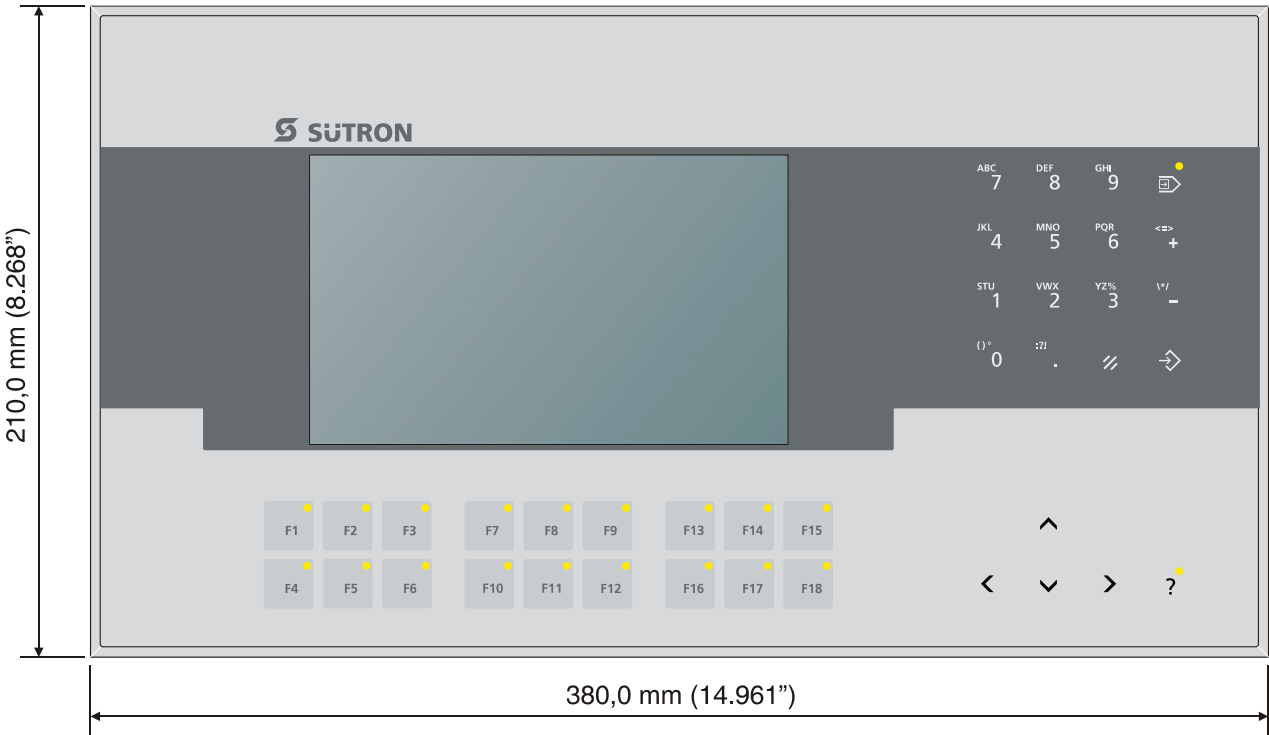 SÜTRON
ABC DEF GHI
7 8 9
JKL MNO PQR <=>
4 5 6 +
STU VWX YZ% \*/
1 2 3 –
()° :?!
0 .
210,0 mm (8.268”)
F1 F2 F3 F7 F8 F9 F13 F14 F15
F4 F5 F6 F10 F11 F12 F16 F17 F18
?
380,0 mm (14.961”)